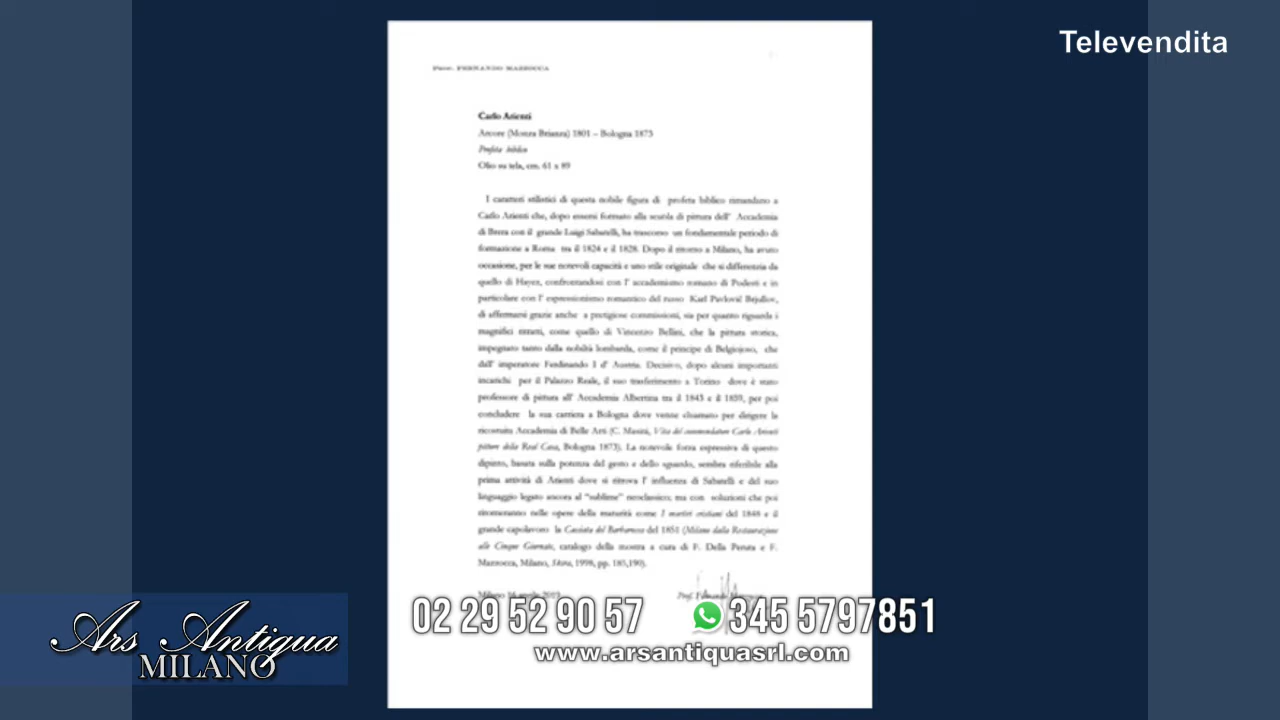 Televendita
Prof. FERNANDO MAZZOCCA
Carlo Arienti
Arcore (Monza Brianza) 1801 – Bologna 1873
Profeta biblico
Olio su tela, cm. 61 x 89
I caratteri stilistici di questa nobile figura di profeta biblico rimandano a
Carlo Arienti che, dopo essersi formato alla scuola di pittura dell' Accademia
di Brera con il grande Luigi Sabatelli, ha trascorso un fondamentale periodo di
formazione a Roma tra il 1824 e il 1828. Dopo il ritorno a Milano, ha avuto
occasione, per le sue notevoli capacità e uno stile originale che si differenzia da
quello di Hayez, confrontandosi con l' accademismo romano di Podesti e in
particolare con l' espressionismo romantico del russo Karl Pavlovič Brjullov,
di affermarsi grazie anche a prestigiose commissioni, sia per quanto riguarda i
magnifici ritratti, come quello di Vincenzo Bellini, che la pittura storica,
impegnato tanto dalla nobiltà lombarda, come il principe di Belgiojoso, che
dall' imperatore Ferdinando I d' Austria. Decisivo, dopo alcuni importanti
incarichi per il Palazzo Reale, il suo trasferimento a Torino dove è stato
professore di pittura all' Accademia Albertina tra il 1843 e il 1859, per poi
concludere la sua carriera a Bologna dove venne chiamato per dirigere la
ricostruita Accademia di Belle Arti (C. Masini, Vita del commendatore Carlo Arienti
pittore della Real Casa, Bologna 1873). La notevole forza espressiva di questo
dipinto, basata sulla potenza del gesto e dello sguardo, sembra riferibile alla
prima attività di Arienti dove si ritrova l' influenza di Sabatelli e del suo
linguaggio legato ancora al "sublime" neoclassico; ma con soluzioni che poi
ritorneranno nelle opere della maturità come I martiri cristiani del 1848 e il
grande capolavoro la Cacciata del Barbarossa del 1851 (Milano dalla Restaurazione
alle Cinque Giornate, catalogo della mostra a cura di F. Della Peruta e F.
Mazzocca, Milano, Skira, 1998, pp. 185,190).
Milano 16 aprile
Prof. Fernando Mazzocca
02 29 52 90 57 345 5797851
www.arsantiquasrl.com
Ars Antiqua
MILANO